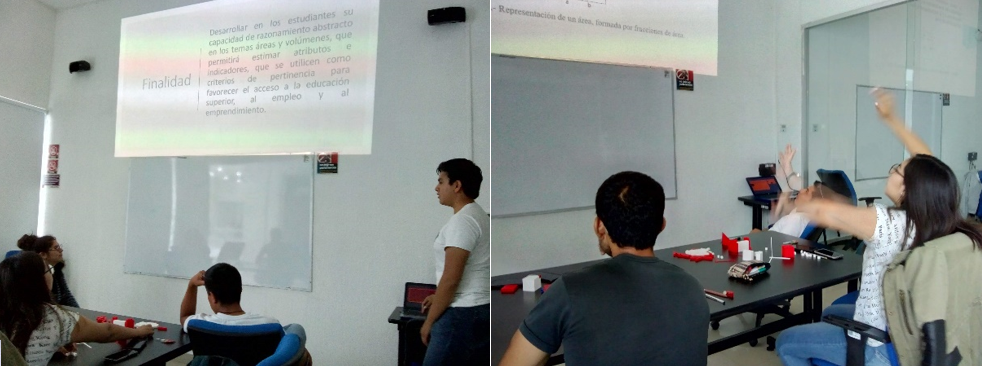 Desarrollar en los estudiantes su
capacidad de razonamiento abstracto
en los temas áreas y volúmenes, que
permitirá estimar atributos e
indicadores, que se utilicen como
criterios de pertinencia para
favorecer el acceso a la educación
superior, al empleo y al
emprendimiento.
Finalidad
.- Representación de un área, formada por fracciones de área.